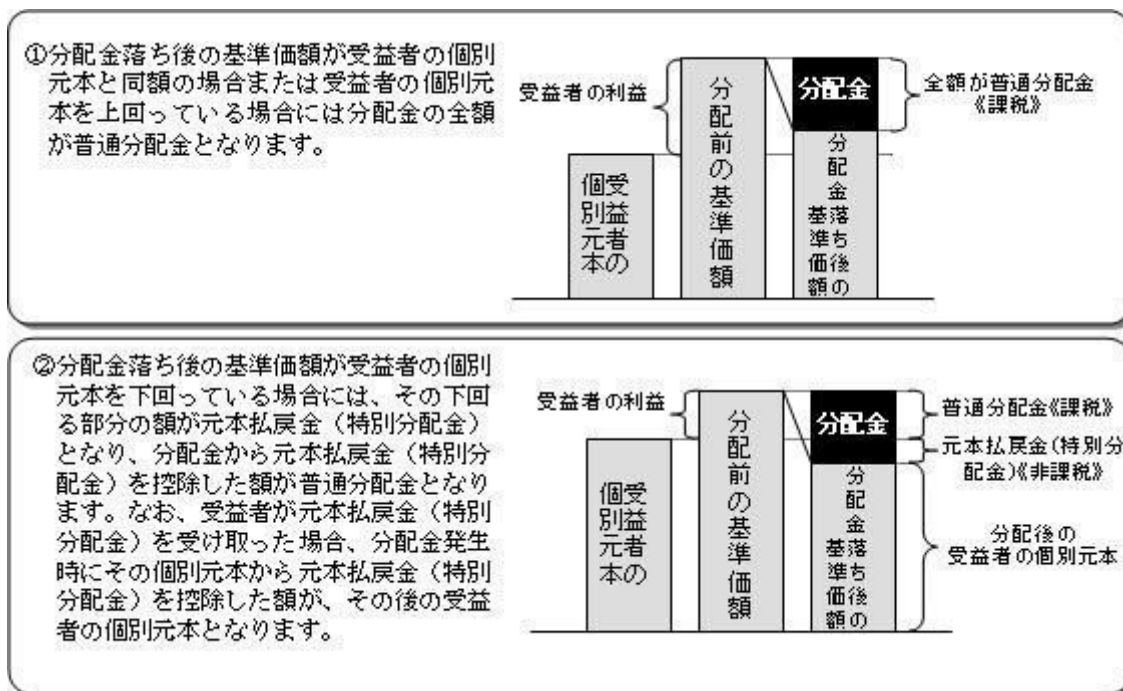 ①分配金落ち後の基準価額が受益者の個別
元本と同額の場合または受益者の個別元
本を上回っている場合には分配金の全額
が普通分配金となります。
受益者の利益
受益者の
個別元本
分配前の基準価額
分配金
分配金落ち後の
基準価額
全額が普通分配金
《課税》
②分配金落ち後の基準価額が受益者の個別
元本を下回っている場合には、その下回
る部分の額が元本払戻金（特別分配金）
となり、分配金から元本払戻金（特別分
配金）を控除した額が普通分配金となり
ます。なお、受益者が元本払戻金（特別
分配金）を受け取った場合、分配金発生
時にその個別元本から元本払戻金（特別
分配金）を控除した額が、その後の受益
者の個別元本となります。
受益者の利益
受益者の
個別元本
分配前の基準価額
分配金
分配金落ち後の
基準価額
普通分配金《課税》
元本払戻金(特別分
配金)《非課税》
分配後の
受益者の個別元本